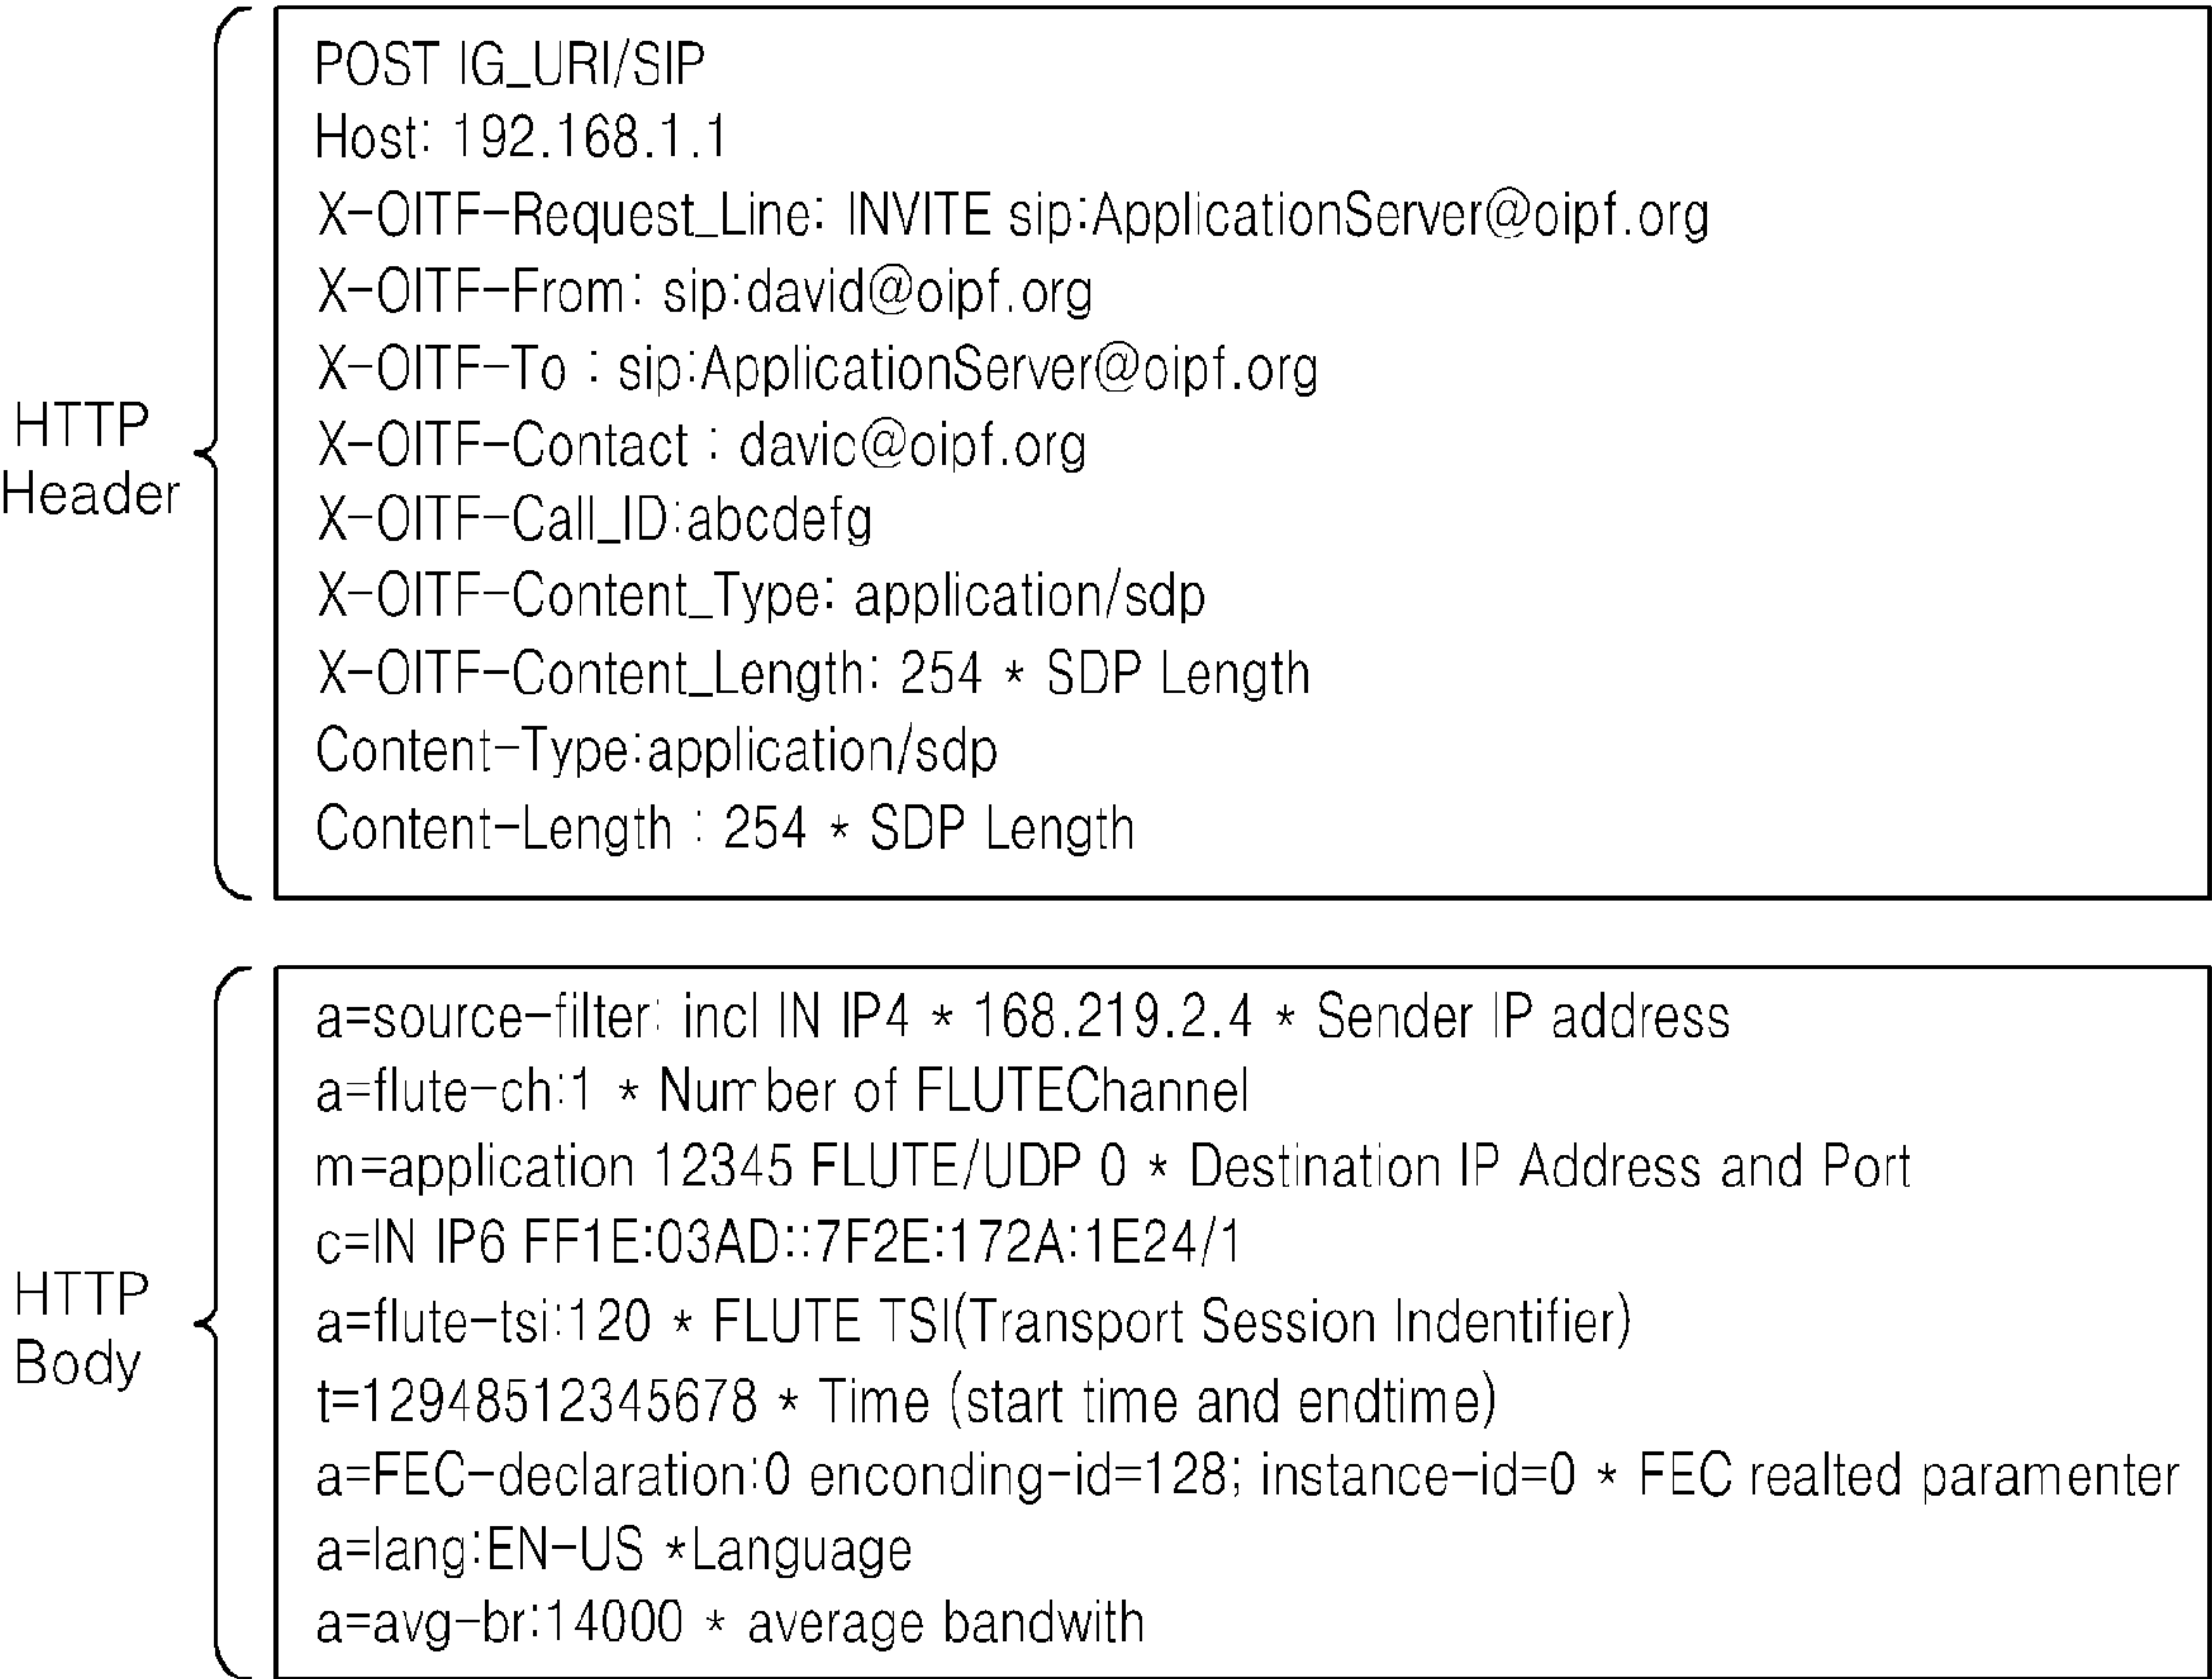 HTTP
Header
POST IG_URI/SIP
Host: 192.168.1.1
X-OITF-Request_Line: INVITE sip:ApplicationServer@oipf.org
X-OITF-From: sip:david@oipf.org
X-OITF-To : sip:ApplicationServer@oipf.org
X-OITF-Contact : davic@oipf.org
X-OITF-Call_ID:abcdefg
X-OITF-Content_Type: application/sdp
X-OITF-Content_Length: 254 * SDP Length
Content-Type:application/sdp
Content-Length : 254 * SDP Length
HTTP
Body
a=source-filter: incl IN IP4 * 168.219.2.4 * Sender IP address
a=flute-ch:1 * Number of FLUTEChannel
m=application 12345 FLUTE/UDP 0 * Destination IP Address and Port
c=IN IP6 FF1E:03AD::7F2E:172A:1E24/1
a=flute-tsi:120 * FLUTE TSI(Transport Session Indentifier)
t=12948512345678 * Time (start time and endtime)
a=FEC-declaration:0 enconding-id=128; instance-id=0 * FEC realted paramenter
a=lang:EN-US *Language
a=avg-br:14000 * average bandwith